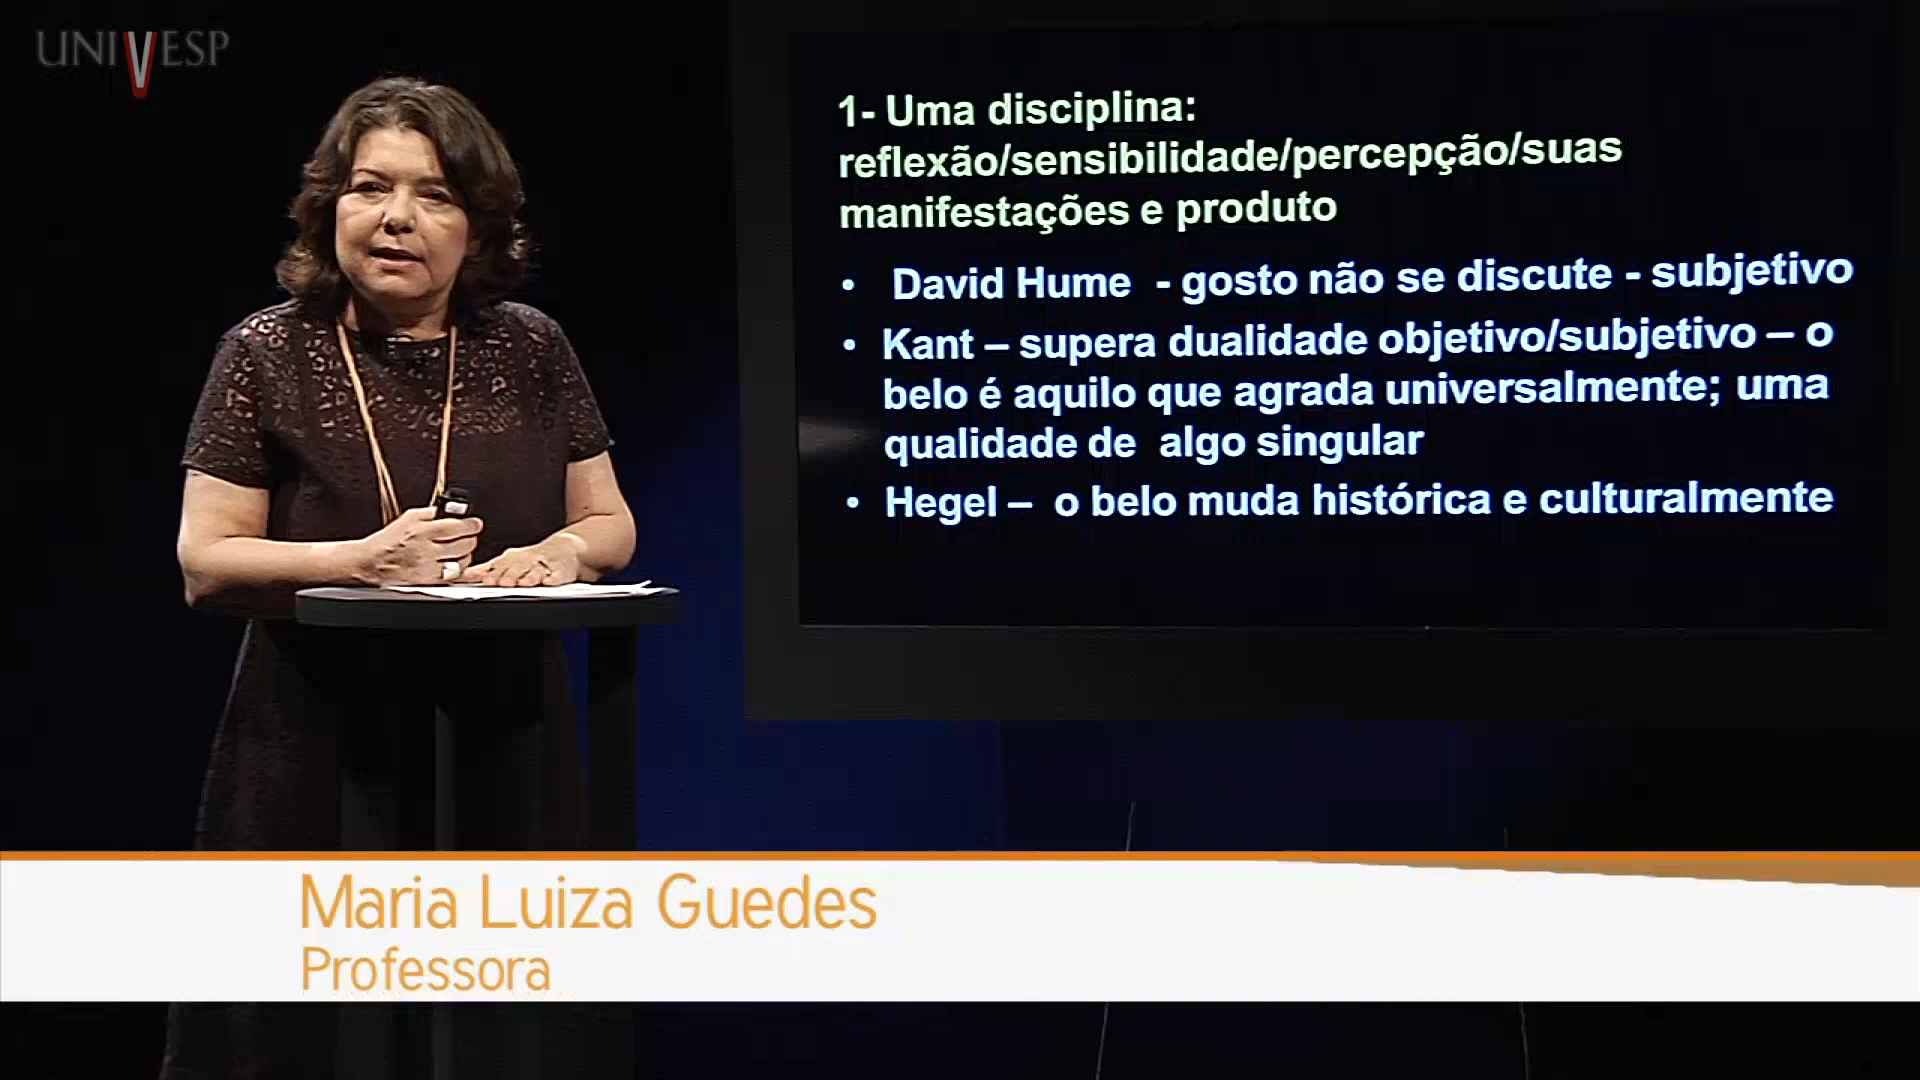 UNIVESP
1- Uma disciplina:
reflexão/sensibilidade/percepção/suas
manifestações e produto
• David Hume - gosto não se discute - subjetivo
• Kant – supera dualidade objetivo/subjetivo – o
belo é aquilo que agrada universalmente; uma
qualidade de algo singular
• Hegel – o belo muda histórica e culturalmente
Maria Luiza Guedes
Professora